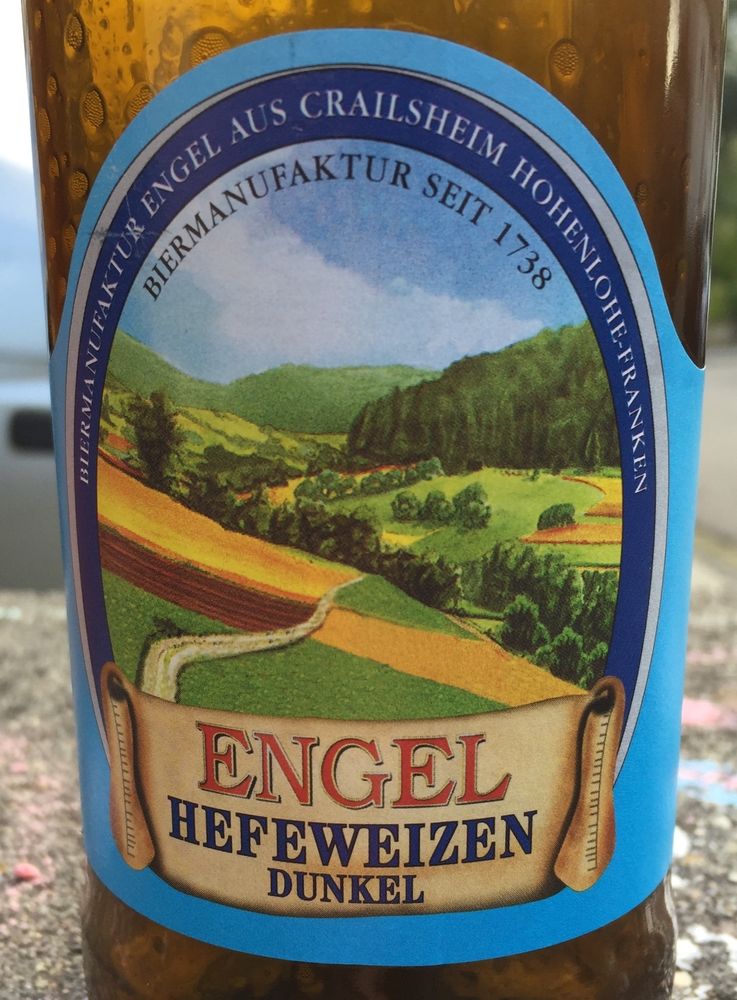 BIERMANUFAKTUR ENGEL AUS CRAILSHEIM HOHENLOHE-FRANKEN
BIERMANUFAKTUR SEIT 1738
ENGEL
HEFEWEIZEN
DUNKEL